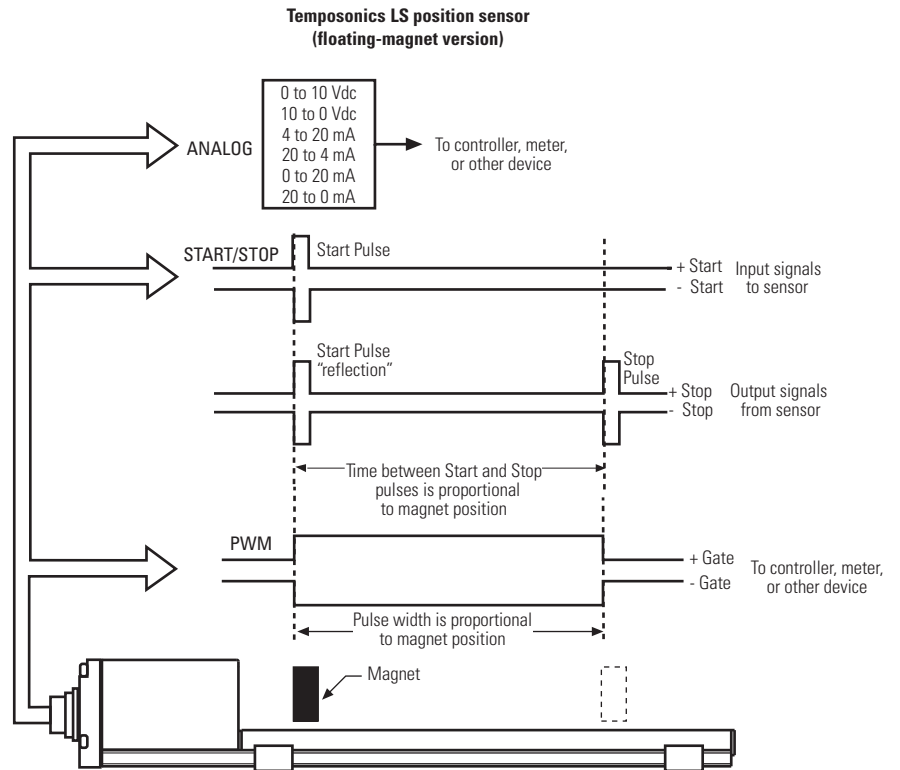 Temposonics LS position sensor
(floating-magnet version)
0 to 10 Vdc
10 to 0 Vdc
4 to 20 mA
20 to 4 mA
0 to 20 mA
20 to 0 mA
ANALOG
To controller, meter,
or other device
START/STOP
Start Pulse
+ Start
- Start
Input signals
to sensor
Start Pulse
"reflection"
Stop
Pulse
+ Stop
- Stop
Output signals
from sensor
Time between Start and Stop
pulses is proportional
to magnet position
PWM
+ Gate
- Gate
To controller, meter,
or other device
Pulse width is proportional
to magnet position
Magnet